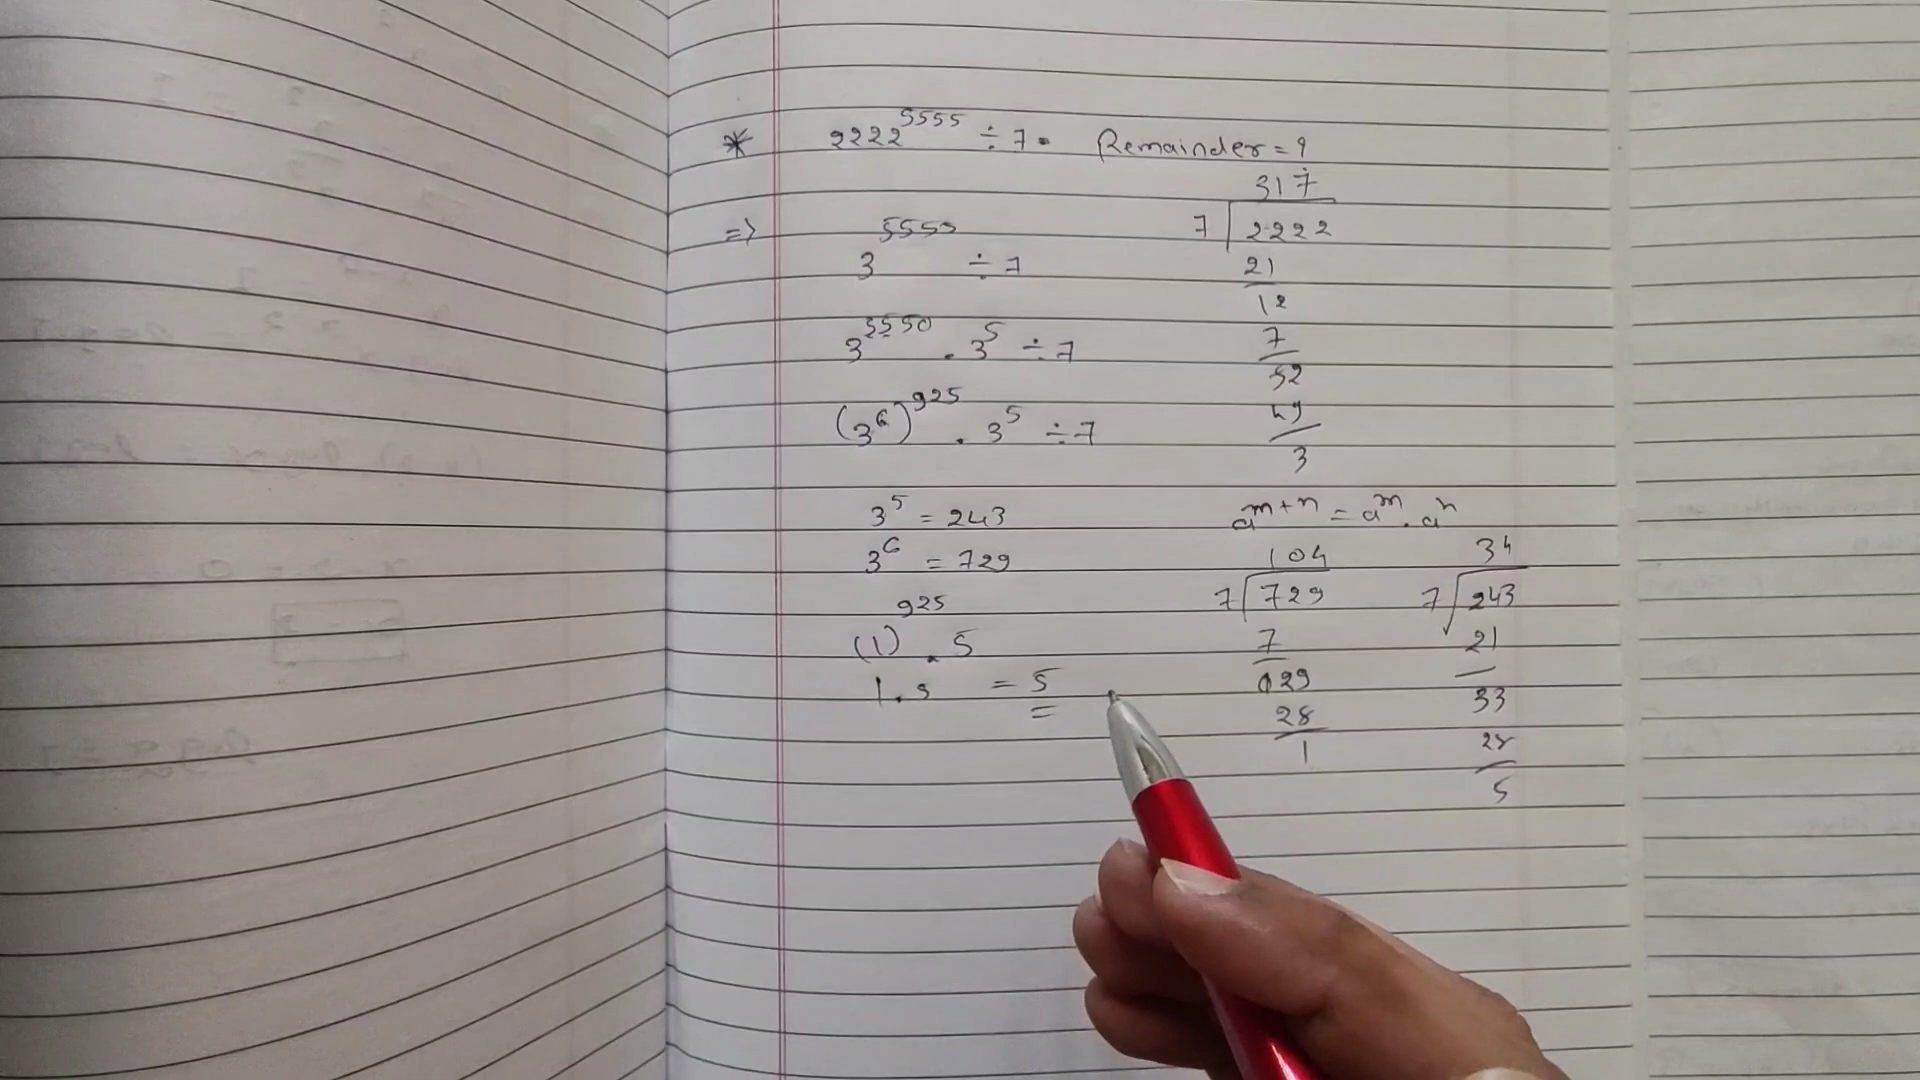 * 2222^5555 ÷ 7. Remainder = ?
=> 3^5555 ÷ 7
3^5550 . 3^5 ÷ 7
(3^6)^925 . 3^5 ÷ 7
3^5 = 243
3^6 = 729
(1)^925 . 5
1.5 = 5
=
317
7 2222
21
12
7
52
49
3
a^m+n = a^m . a^n
104
7 729
7
029
28
1
34
7 243
21
33
28
5